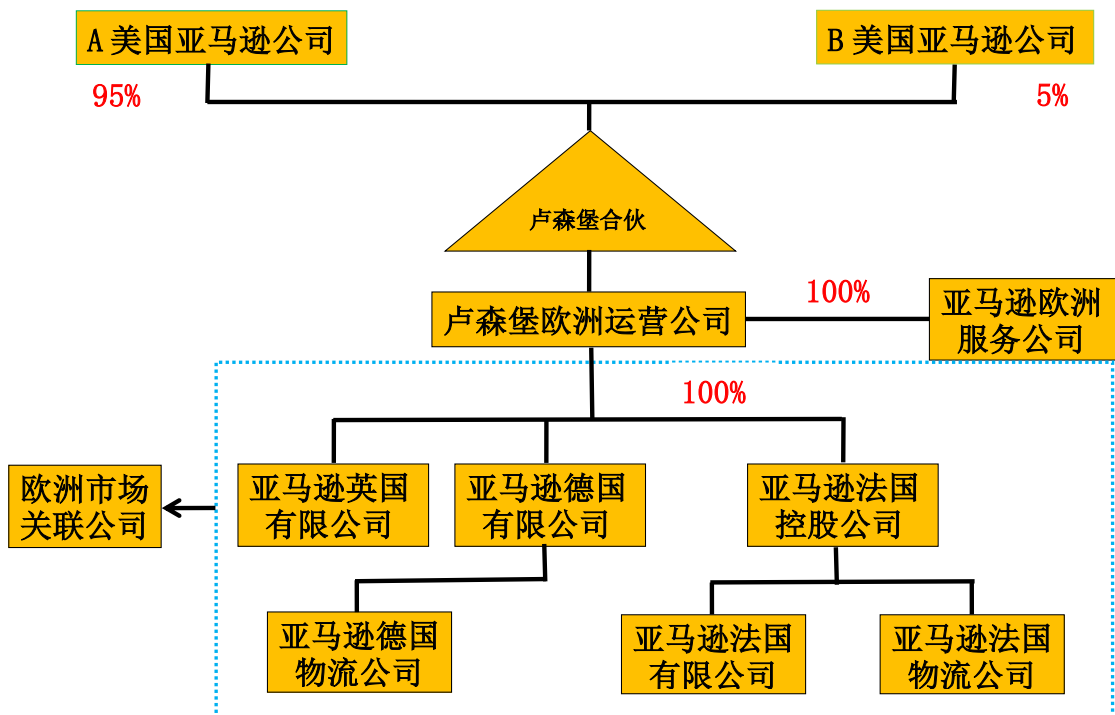 A 美国亚马逊公司
B 美国亚马逊公司
95%
5%
卢森堡合伙
卢森堡欧洲运营公司
100%
亚马逊欧洲
服务公司
100%
欧洲市场
关联公司
亚马逊英国
有限公司
亚马逊德国
有限公司
亚马逊法国
控股公司
亚马逊德国
物流公司
亚马逊法国
有限公司
亚马逊法国
物流公司